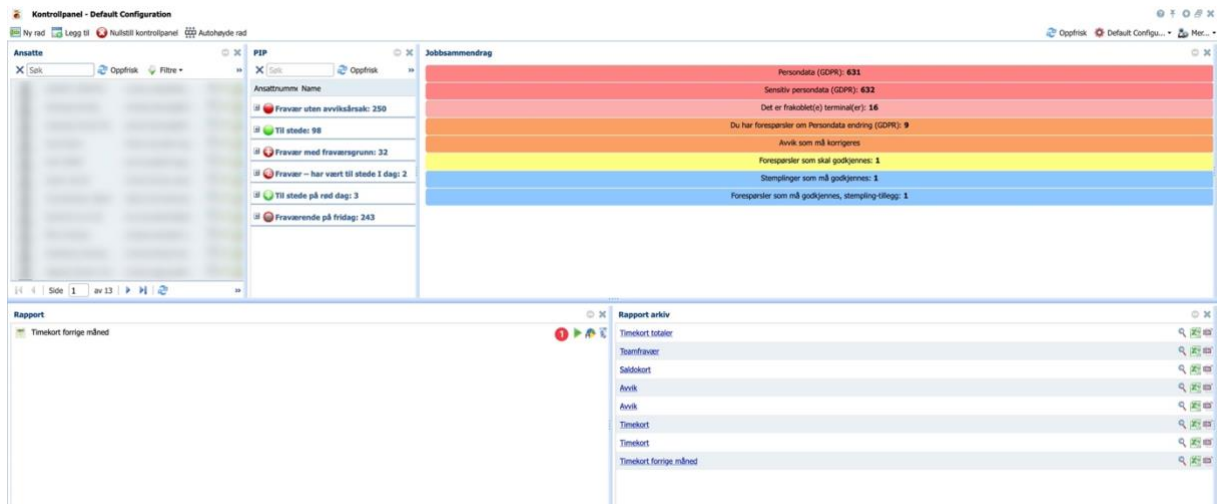 Kontrollpanel - Default Configuration
Ny rad Legg til Nullstill kontrollpanel Autohøyde rad
Oppfrisk Default Configu... Mer...
Ansatte
Søk Oppfrisk Filtre
Side 1 av 13
PIP
Søk Oppfrisk
Ansattnumme Name
Fravær uten avviksårsak: 250
Til stede: 98
Fravær med fraværsgrunn: 32
Fravær – har vært til stede I dag: 2
Til stede på rød dag: 3
Fraværende på fridag: 243
Jobbsammendrag
Persondata (GDPR): 631
Sensitiv persondata (GDPR): 632
Det er frakoblet(e) terminal(er): 16
Du har forespørsler om Persondata endring (GDPR): 9
Avvik som må korrigeres
Forespørsler som skal godkjennes: 1
Stemplinger som må godkjennes: 1
Forespørsler som må godkjennes, stempling-tillegg: 1
Rapport
Timekort forrige måned
1
Rapport arkiv
Timekort totaler
Teamfravær
Saldokort
Avvik
Avvik
Timekort
Timekort
Timekort forrige måned